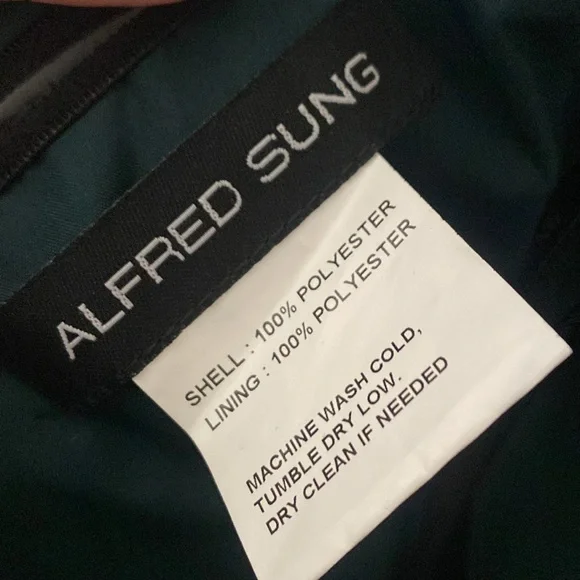 ALFRED SUNG
SHELL : 100% POLYESTER
LINING : 100% POLYESTER
MACHINE WASH COLD,
TUMBLE DRY LOW.
DRY CLEAN IF NEEDED